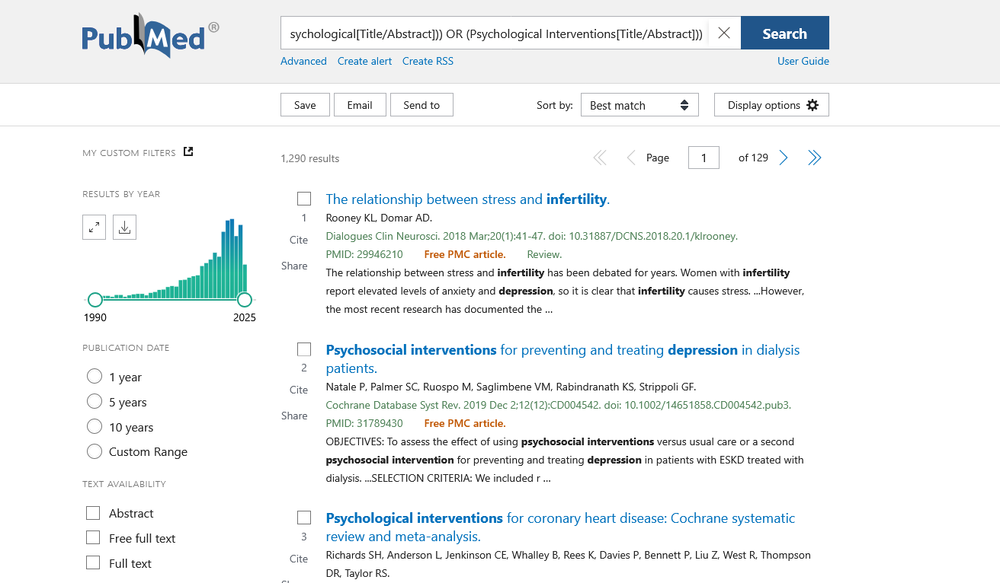 PubMed®
sychological[Title/Abstract])) OR (Psychological Interventions[Title/Abstract]))
Search
Advanced Create alert Create RSS
User Guide
Save Email Send to
Sort by: Best match
Display options
MY CUSTOM FILTERS
1,290 results
Page 1 of 129
RESULTS BY YEAR
1990 2025
PUBLICATION DATE
1 year
5 years
10 years
Custom Range
TEXT AVAILABILITY
Abstract
Free full text
Full text
The relationship between stress and infertility.
1
Rooney KL, Domar AD.
Cite
Dialogues Clin Neurosci. 2018 Mar;20(1):41-47. doi: 10.31887/DCNS.2018.20.1/klrooney.
PMID: 29946210 Free PMC article. Review.
Share
The relationship between stress and infertility has been debated for years. Women with infertility
report elevated levels of anxiety and depression, so it is clear that infertility causes stress. ...However,
the most recent research has documented the ...
Psychosocial interventions for preventing and treating depression in dialysis
2
patients.
Natale P, Palmer SC, Ruospo M, Saglimbene VM, Rabindranath KS, Strippoli GF.
Cite
Cochrane Database Syst Rev. 2019 Dec 2;12(12):CD004542. doi: 10.1002/14651858.CD004542.pub3.
Share
PMID: 31789430 Free PMC article.
OBJECTIVES: To assess the effect of using psychosocial interventions versus usual care or a second
psychosocial intervention for preventing and treating depression in patients with ESKD treated with
dialysis. ...SELECTION CRITERIA: We included r ...
Psychological interventions for coronary heart disease: Cochrane systematic
3
review and meta-analysis.
Cite
Richards SH, Anderson L, Jenkinson CE, Whalley B, Rees K, Davies P, Bennett P, Liu Z, West R, Thompson
DR, Taylor RS.